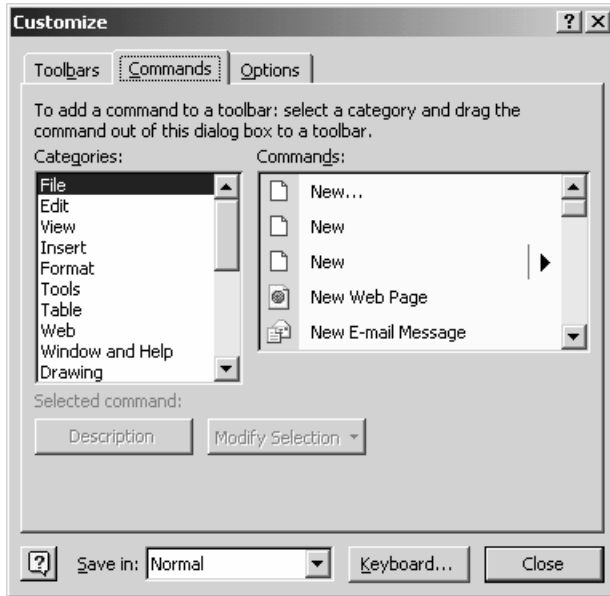 Customize
Toolbars Commands Options
To add a command to a toolbar: select a category and drag the
command out of this dialog box to a toolbar.
Categories: Commands:
File
Edit
View
Insert
Format
Tools
Table
Web
Window and Help
Drawing
New...
New
New
New Web Page
New E-mail Message
Selected command:
Description Modify Selection
Save in: Normal Keyboard... Close